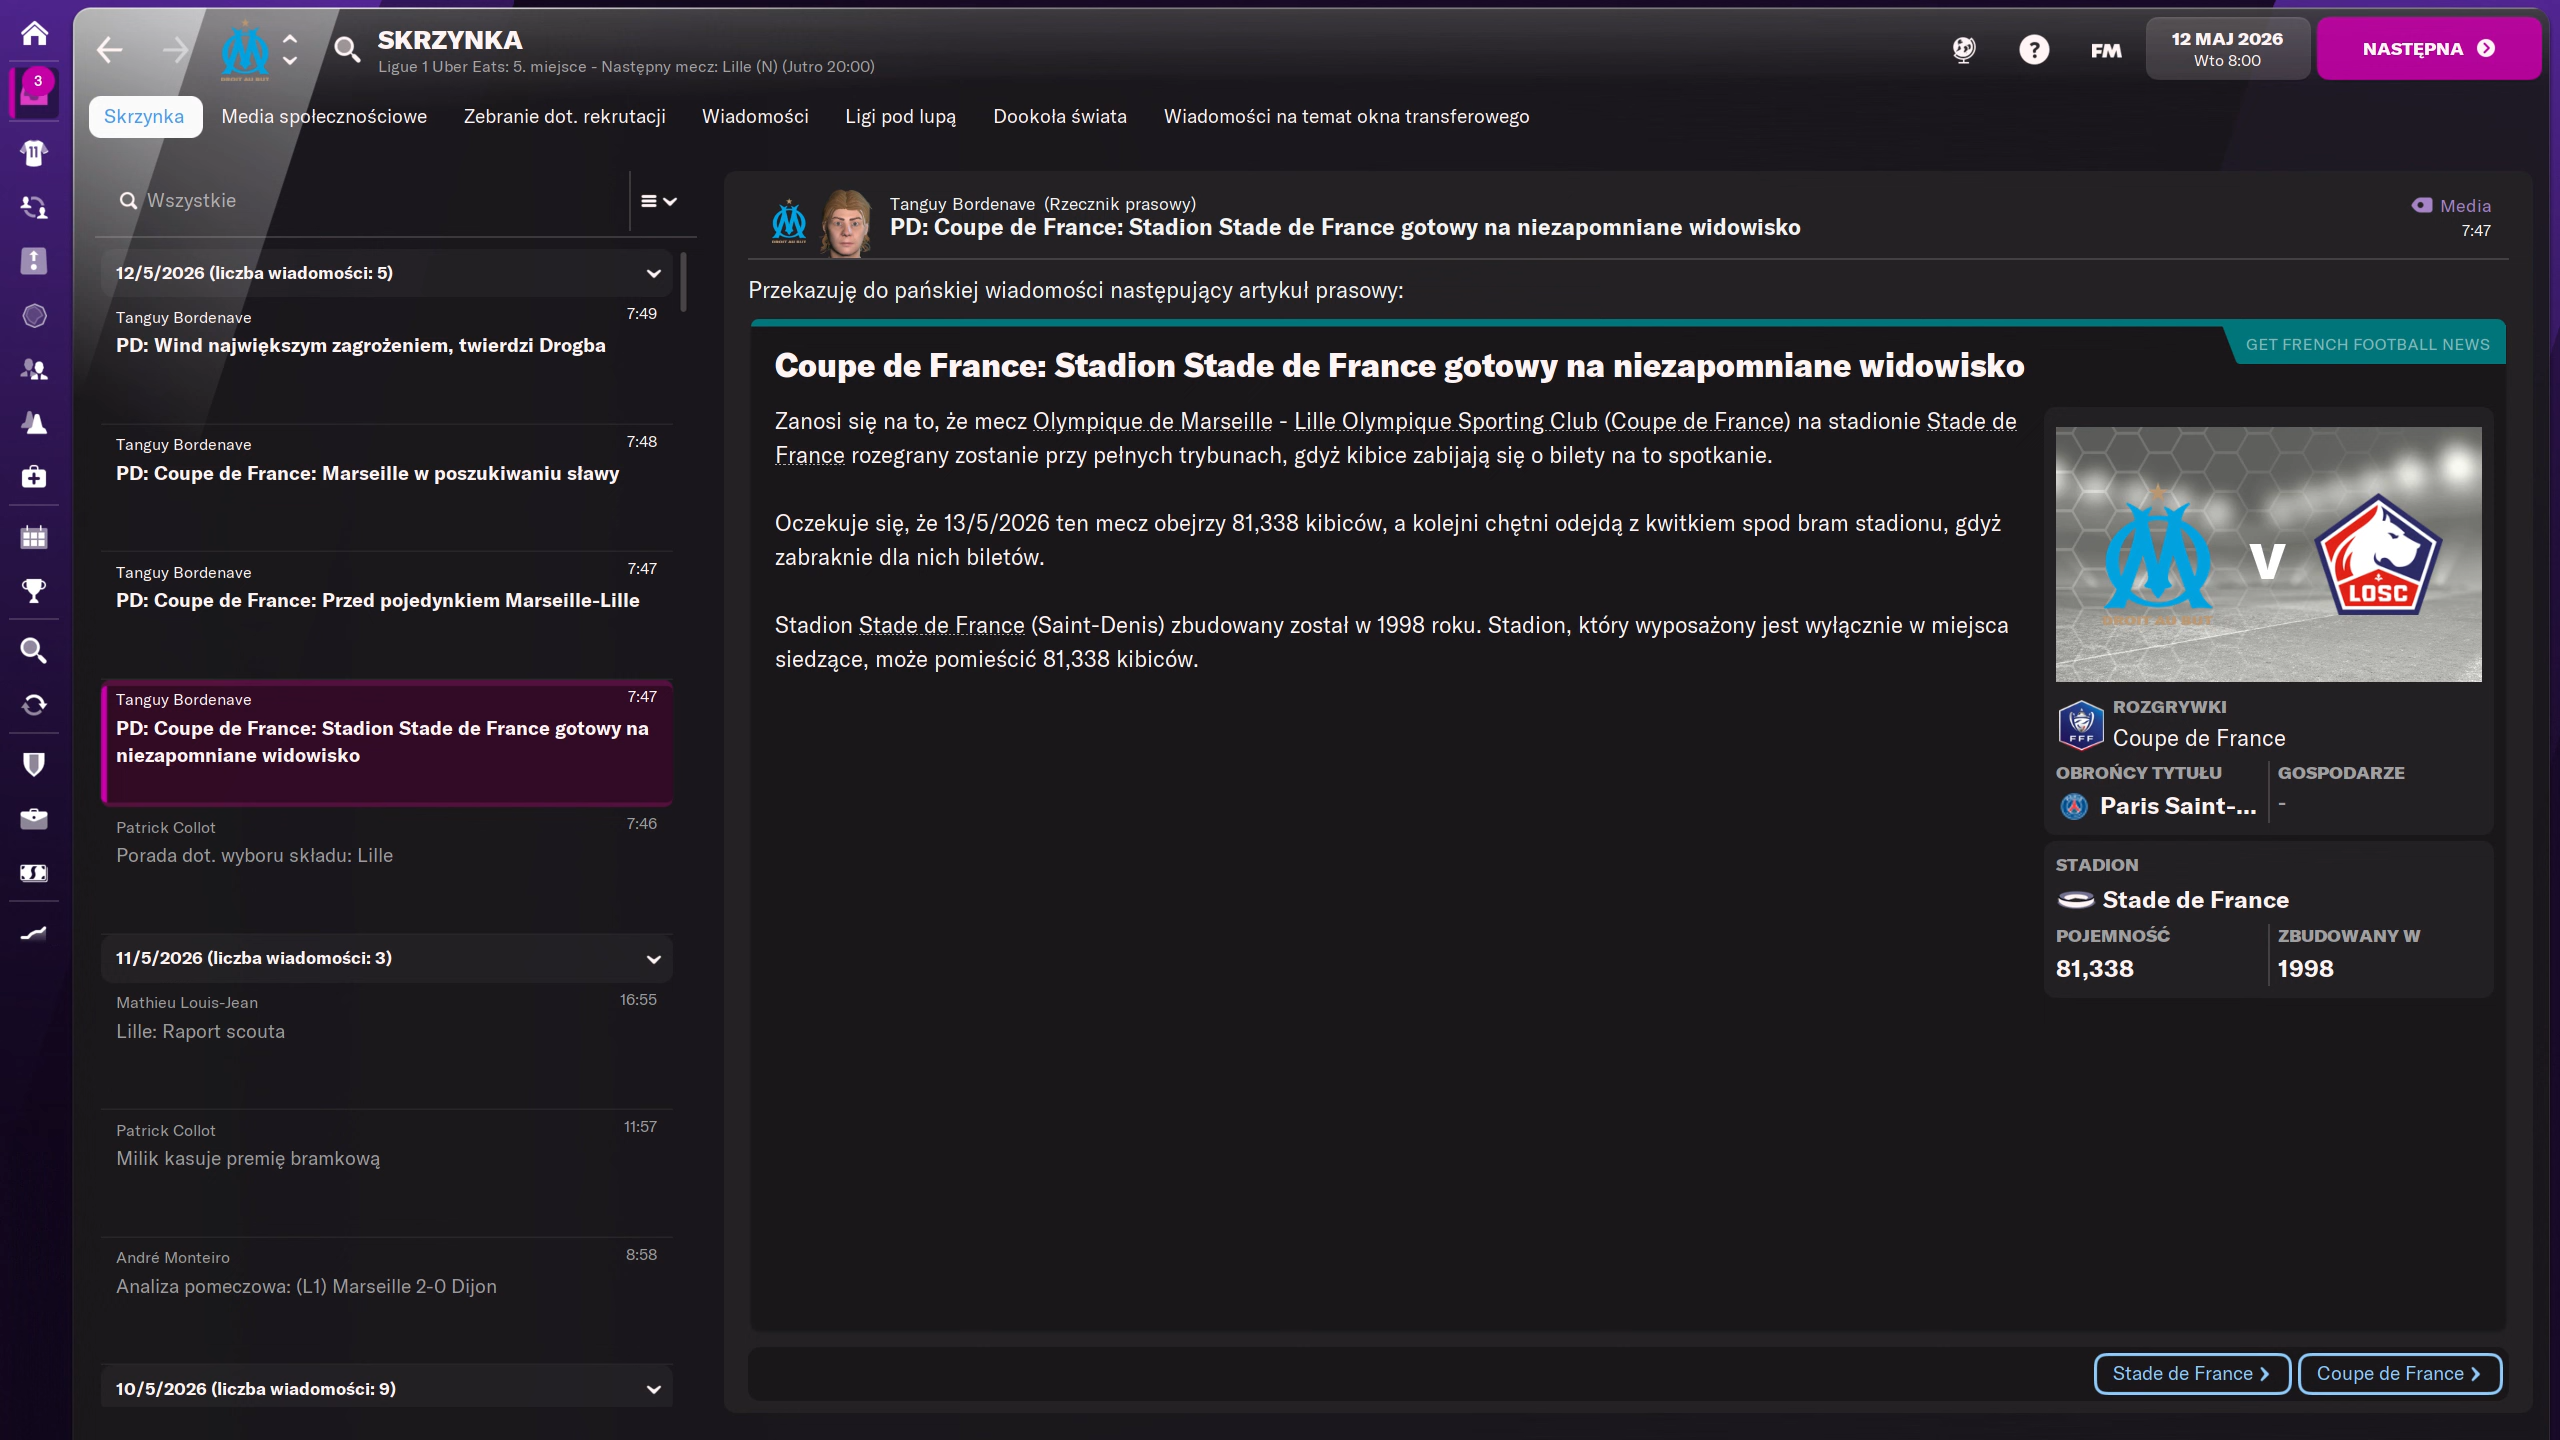 SKRZYNKA
Ligue 1 Uber Eats: 5. miejsce - Następny mecz: Lille (N) (Jutro 20:00)
FM
12 MAJ 2026
Wto 8:00
NASTĘPNA
3
11
Skrzynka
Media społecznościowe
Zebranie dot. rekrutacji
Wiadomości
Ligi pod lupą
Dookoła świata
Wiadomości na temat okna transferowego
Wszystkie
12/5/2026 (liczba wiadomości: 5)
Tanguy Bordenave 7:49
PD: Wind największym zagrożeniem, twierdzi Drogba
Tanguy Bordenave 7:48
PD: Coupe de France: Marseille w poszukiwaniu sławy
Tanguy Bordenave 7:47
PD: Coupe de France: Przed pojedynkiem Marseille-Lille
Tanguy Bordenave 7:47
PD: Coupe de France: Stadion Stade de France gotowy na
niezapomniane widowisko
Patrick Collot 7:46
Porada dot. wyboru składu: Lille
11/5/2026 (liczba wiadomości: 3)
Mathieu Louis-Jean 16:55
Lille: Raport scouta
Patrick Collot 11:57
Milik kasuje premię bramkową
André Monteiro 8:58
Analiza pomeczowa: (L1) Marseille 2-0 Dijon
10/5/2026 (liczba wiadomości: 9)
Tanguy Bordenave (Rzecznik prasowy)
PD: Coupe de France: Stadion Stade de France gotowy na niezapomniane widowisko
Media
7:47
Przekazuję do pańskiej wiadomości następujący artykuł prasowy:
GET FRENCH FOOTBALL NEWS
Coupe de France: Stadion Stade de France gotowy na niezapomniane widowisko
Zanosi się na to, że mecz Olympique de Marseille - Lille Olympique Sporting Club (Coupe de France) na stadionie Stade de
France rozegrany zostanie przy pełnych trybunach, gdyż kibice zabijają się o bilety na to spotkanie.
Oczekuje się, że 13/5/2026 ten mecz obejrzy 81,338 kibiców, a kolejni chętni odejdą z kwitkiem spod bram stadionu, gdyż
zabraknie dla nich biletów.
Stadion Stade de France (Saint-Denis) zbudowany został w 1998 roku. Stadion, który wyposażony jest wyłącznie w miejsca
siedzące, może pomieścić 81,338 kibiców.
V
LOSC
FFF
ROZGRYWKI
Coupe de France
OBROŃCY TYTUŁU
Paris Saint-...
GOSPODARZE
-
STADION
Stade de France
POJEMNOŚĆ
81,338
ZBUDOWANY W
1998
Stade de France
Coupe de France